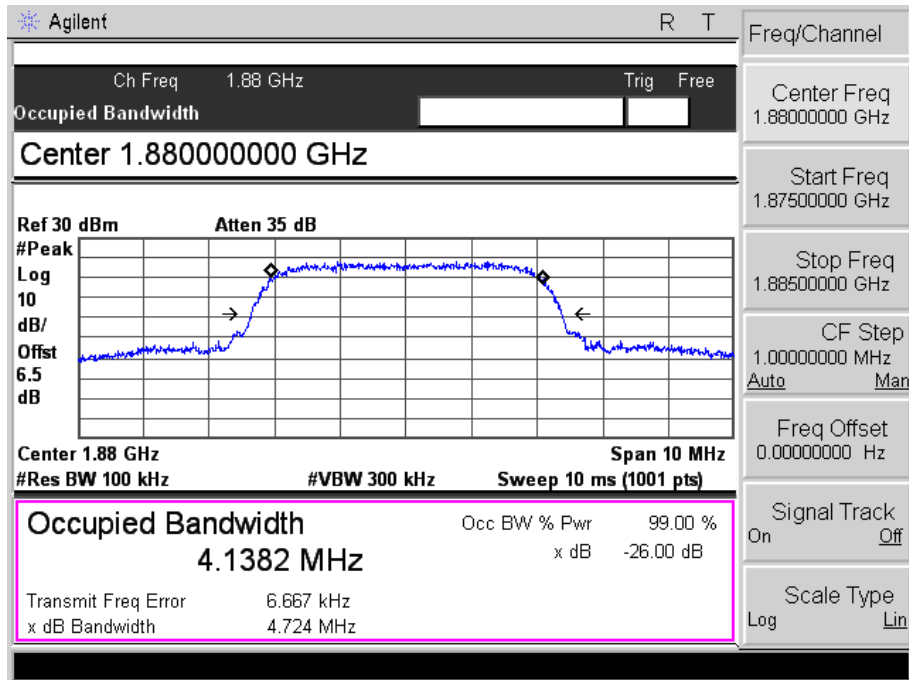 Agilent R T
Freq/Channel
Ch Freq 1.88 GHz Trig Free
Occupied Bandwidth
Center 1.880000000 GHz
Ref 30 dBm Atten 35 dB
#Peak
Log
10
dB/
Offst
6.5
dB
Center 1.88 GHz Span 10 MHz
#Res BW 100 kHz #VBW 300 kHz Sweep 10 ms (1001 pts)
Occupied Bandwidth
4.1382 MHz
Occ BW % Pwr 99.00 %
x dB -26.00 dB
Transmit Freq Error 6.667 kHz
x dB Bandwidth 4.724 MHz
Center Freq
1.88000000 GHz
Start Freq
1.87500000 GHz
Stop Freq
1.88500000 GHz
CF Step
1.00000000 MHz
Auto Man
Freq Offset
0.00000000 Hz
Signal Track
On Off
Scale Type
Log Lin